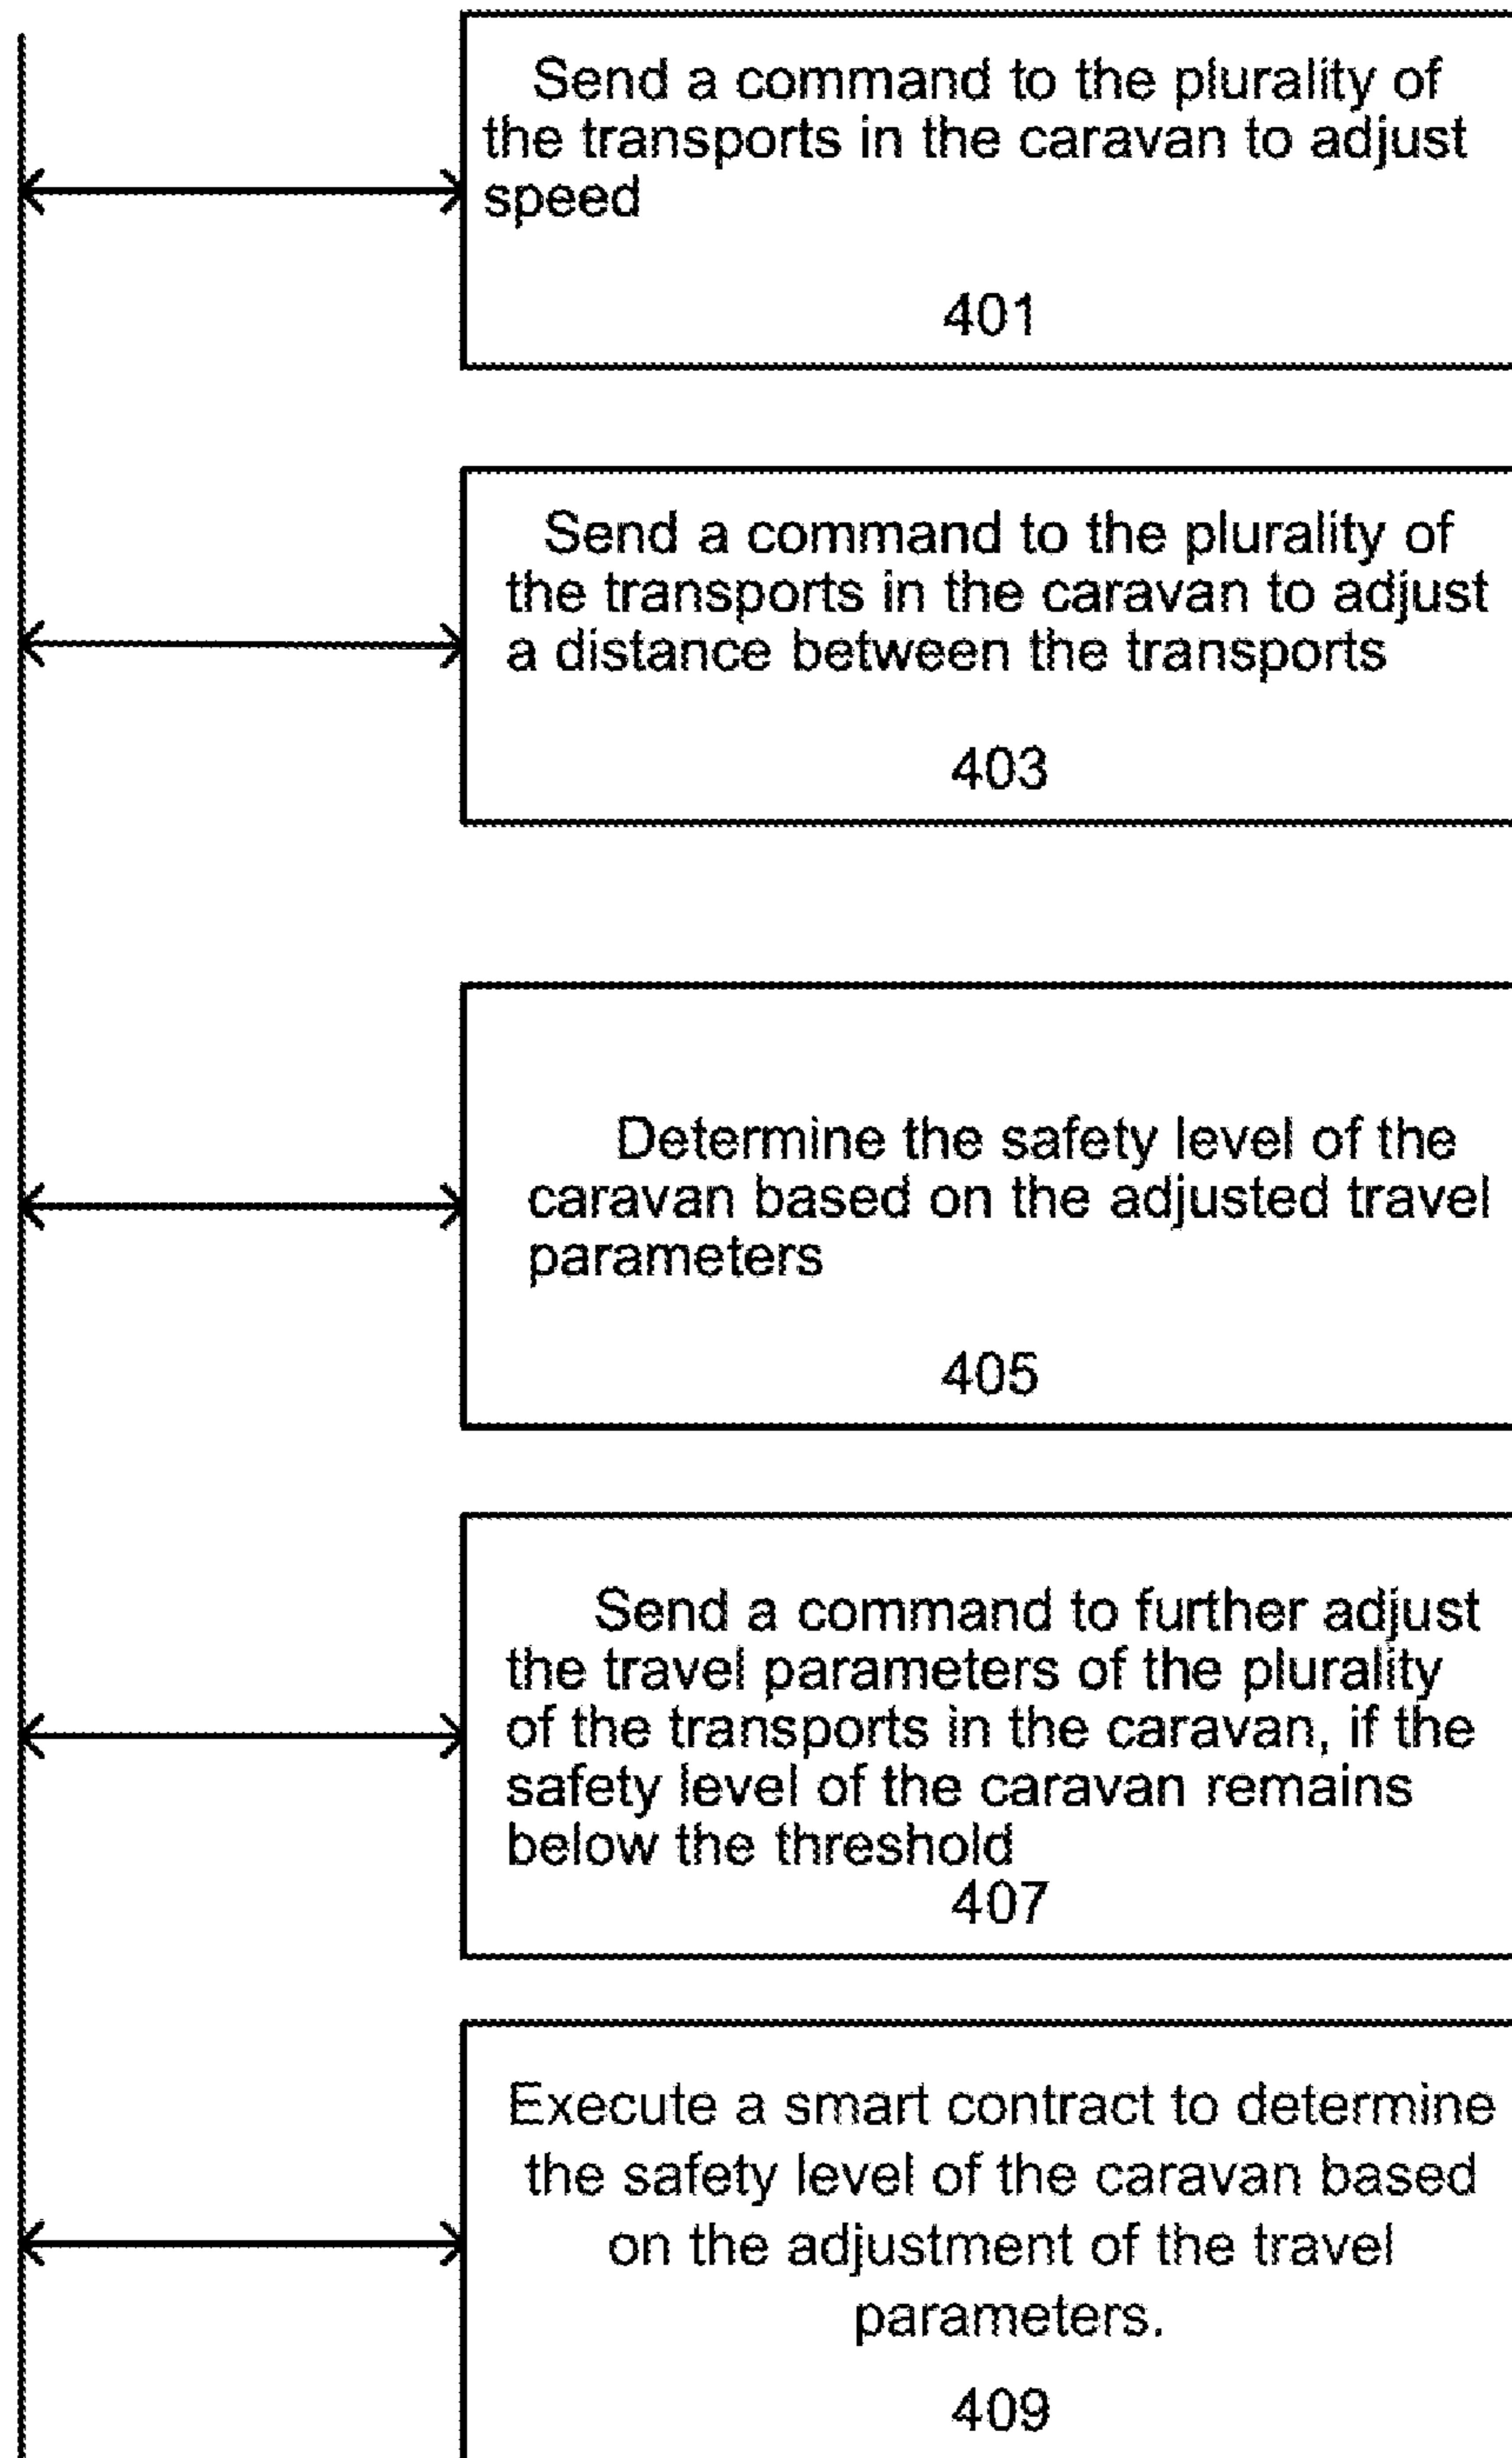 Send a command to the plurality of
the transports in the caravan to adjust
speed
401
Send a command to the plurality of
the transports in the caravan to adjust
a distance between the transports
403
Determine the safety level of the
caravan based on the adjusted travel
parameters
405
Send a command to further adjust
the travel parameters of the plurality
of the transports in the caravan, if the
safety level of the caravan remains
below the threshold
407
Execute a smart contract to determine
the safety level of the caravan based
on the adjustment of the travel
parameters.
409